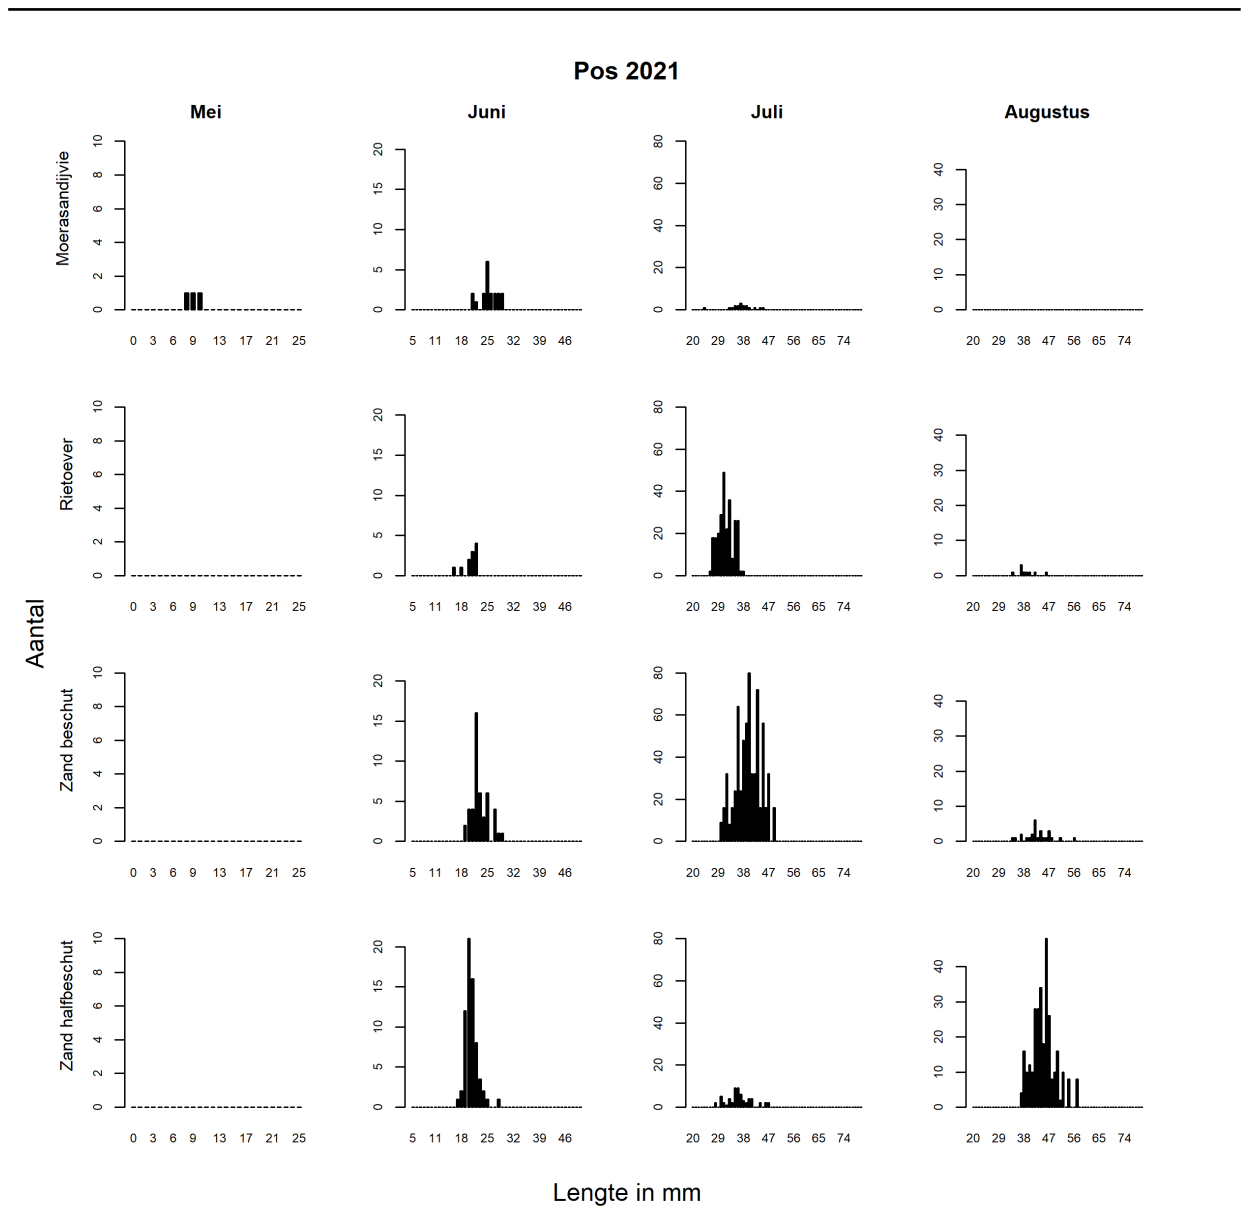 Pos 2021
Mei Juni Juli Augustus
Aantal
Moerasandijvie
0 2 4 6 8 10
0 3 6 9 13 17 21 25
0 5 10 15 20
5 11 18 25 32 39 46
0 20 40 60 80
20 29 38 47 56 65 74
0 10 20 30 40
20 29 38 47 56 65 74
Rietoever
0 2 4 6 8 10
0 3 6 9 13 17 21 25
0 5 10 15 20
5 11 18 25 32 39 46
0 20 40 60 80
20 29 38 47 56 65 74
0 10 20 30 40
20 29 38 47 56 65 74
Zand beschut
0 2 4 6 8 10
0 3 6 9 13 17 21 25
0 5 10 15 20
5 11 18 25 32 39 46
0 20 40 60 80
20 29 38 47 56 65 74
0 10 20 30 40
20 29 38 47 56 65 74
Zand halfbeschut
0 2 4 6 8 10
0 3 6 9 13 17 21 25
0 5 10 15 20
5 11 18 25 32 39 46
0 20 40 60 80
20 29 38 47 56 65 74
0 10 20 30 40
20 29 38 47 56 65 74
Lengte in mm